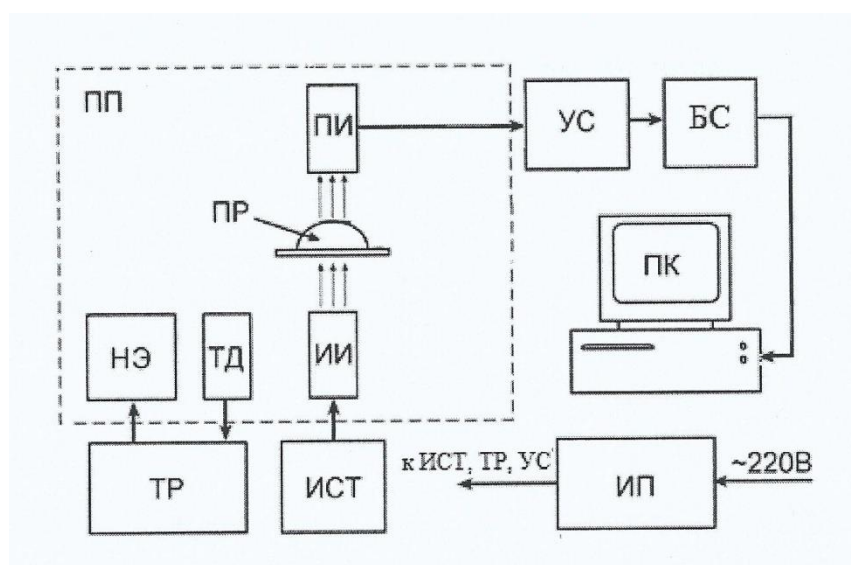 ПП
ПИ
УС
БС
ПР
ПК
НЭ
ТД
ИИ
ТР
ИСТ
к ИСТ, ТР, УС
ИП
~220В